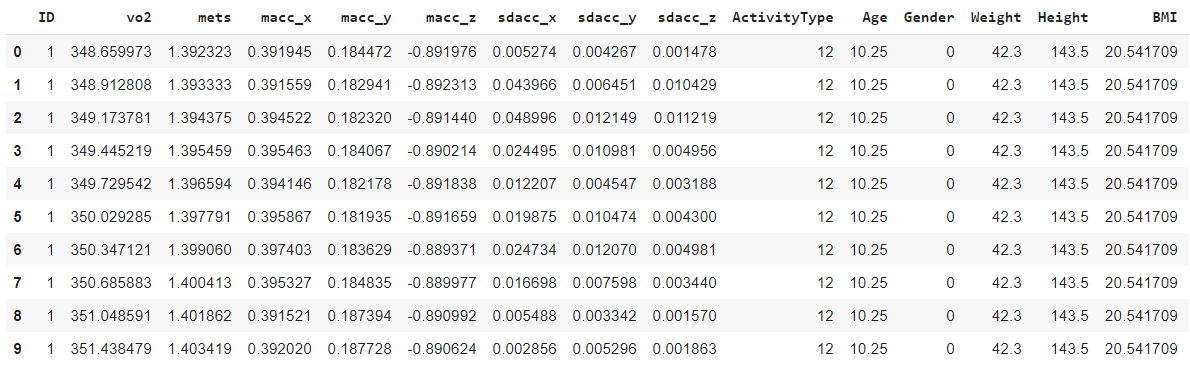 ID vo2 mets macc_x macc_y macc_z sdacc_x sdacc_y sdacc_z ActivityType Age Gender Weight Height BMI
0 1 348.659973 1.392323 0.391945 0.184472 -0.891976 0.005274 0.004267 0.001478 12 10.25 0 42.3 143.5 20.541709
1 1 348.912808 1.393333 0.391559 0.182941 -0.892313 0.043966 0.006451 0.010429 12 10.25 0 42.3 143.5 20.541709
2 1 349.173781 1.394375 0.394522 0.182320 -0.891440 0.048996 0.012149 0.011219 12 10.25 0 42.3 143.5 20.541709
3 1 349.445219 1.395459 0.395463 0.184067 -0.890214 0.024495 0.010981 0.004956 12 10.25 0 42.3 143.5 20.541709
4 1 349.729542 1.396594 0.394146 0.182178 -0.891838 0.012207 0.004547 0.003188 12 10.25 0 42.3 143.5 20.541709
5 1 350.029285 1.397791 0.395867 0.181935 -0.891659 0.019875 0.010474 0.004300 12 10.25 0 42.3 143.5 20.541709
6 1 350.347121 1.399060 0.397403 0.183629 -0.889371 0.024734 0.012070 0.004981 12 10.25 0 42.3 143.5 20.541709
7 1 350.685883 1.400413 0.395327 0.184835 -0.889977 0.016698 0.007598 0.003440 12 10.25 0 42.3 143.5 20.541709
8 1 351.048591 1.401862 0.391521 0.187394 -0.890992 0.005488 0.003342 0.001570 12 10.25 0 42.3 143.5 20.541709
9 1 351.438479 1.403419 0.392020 0.187728 -0.890624 0.002856 0.005296 0.001863 12 10.25 0 42.3 143.5 20.541709